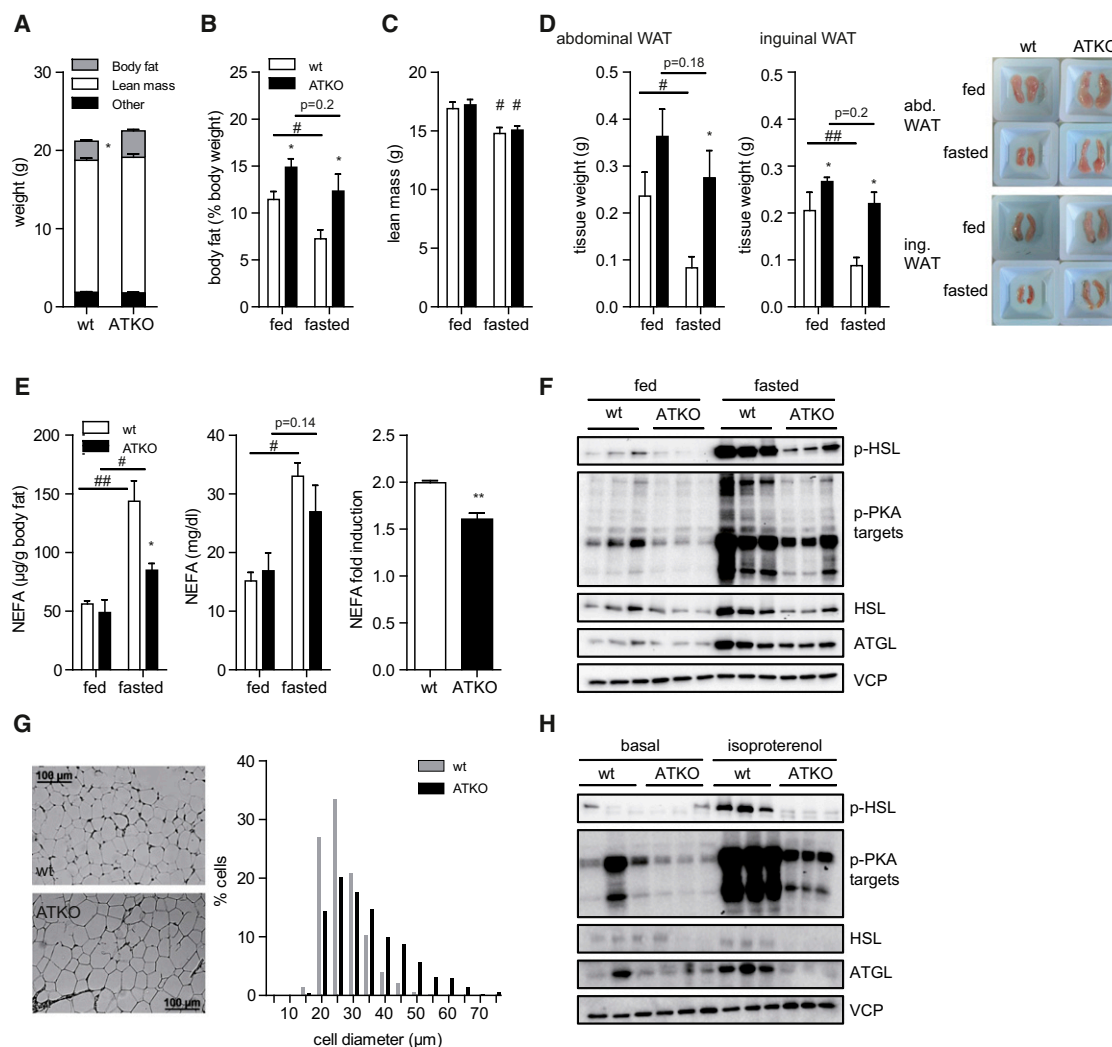 A
Body fat
Lean mass
Other
weight (g)
30
20
10
0
*
wt
ATKO
B
wt
ATKO
body fat (% body weight)
25
20
15
10
5
0
p=0.2
#
*
*
fed
fasted
C
lean mass (g)
20
15
10
5
0
# #
fed
fasted
D
abdominal WAT
tissue weight (g)
0.5
0.4
0.3
0.2
0.1
0.0
p=0.18
#
*
fed
fasted
inguinal WAT
tissue weight (g)
0.5
0.4
0.3
0.2
0.1
0.0
p=0.2
##
*
*
fed
fasted
wt
ATKO
fed
abd.
WAT
fasted
fed
ing.
WAT
fasted
E
wt
ATKO
NEFA (µg/g body fat)
200
150
100
50
0
#
##
*
fed
fasted
NEFA (mg/dl)
40
30
20
10
0
p=0.14
#
fed
fasted
NEFA fold induction
2.5
2.0
1.5
1.0
0.5
0.0
**
wt
ATKO
F
fed
fasted
wt
ATKO
wt
ATKO
p-HSL
p-PKA
targets
HSL
ATGL
VCP
G
100 µm
wt
ATKO
100 µm
wt
ATKO
% cells
50
40
30
20
10
0
10 20 30 40 50 60 70
cell diameter (µm)
H
basal
isoproterenol
wt
ATKO
wt
ATKO
p-HSL
p-PKA
targets
HSL
ATGL
VCP